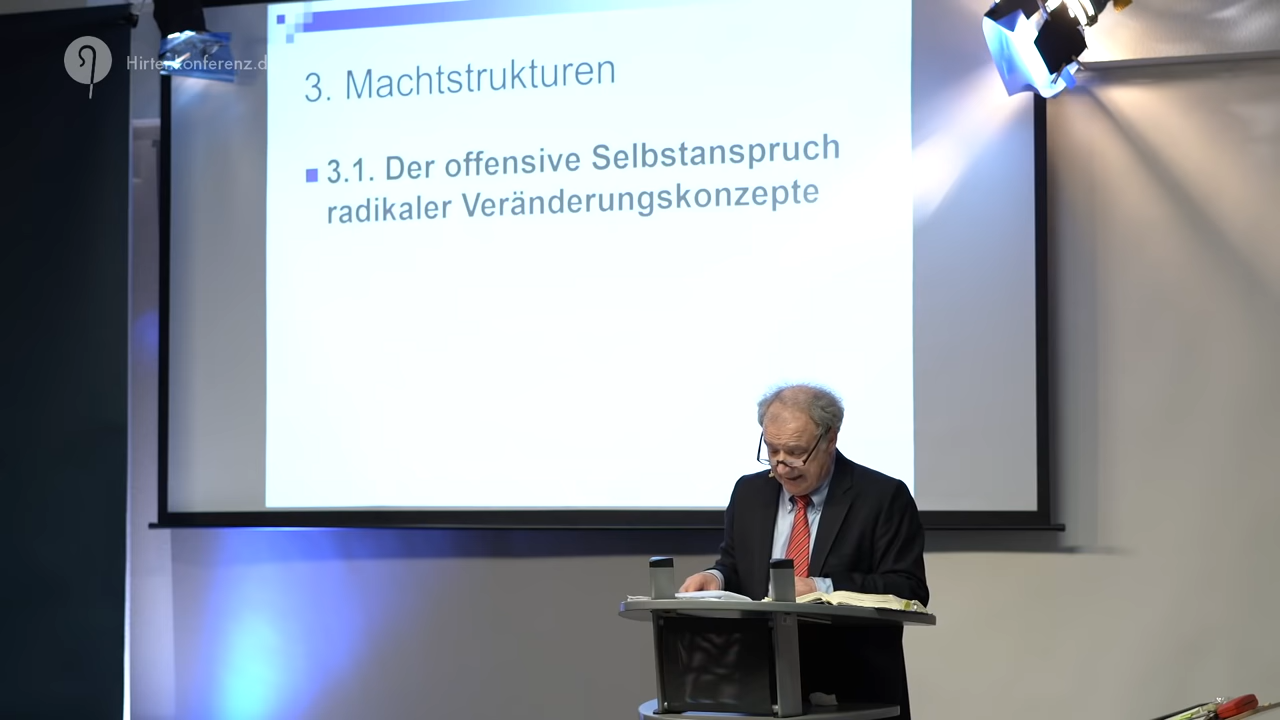 Hirtenkonferenz.d
3. Machtstrukturen
3.1. Der offensive Selbstanspruch
radikaler Veränderungskonzepte